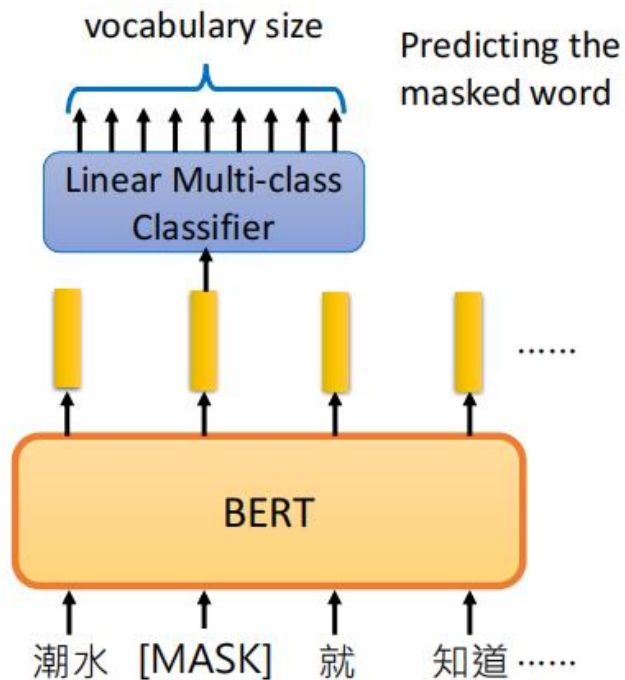 vocabulary size
Predicting the
masked word
Linear Multi-class
Classifier
......
BERT
潮水 [MASK] 就 知道 ......